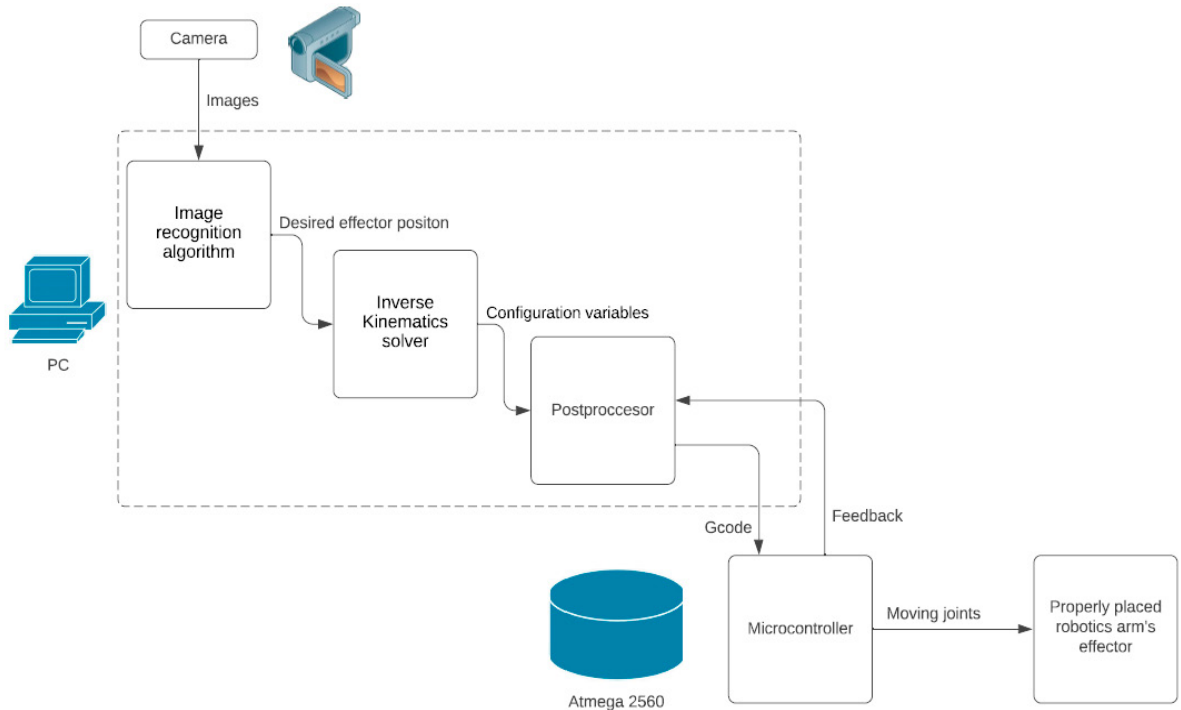 Camera
Images
Image
recognition
algorithm
Desired effector positon
Inverse
Kinematics
solver
Configuration variables
PC
Postproccesor
Gcode
Feedback
Microcontroller
Moving joints
Properly placed
robotics arm's
effector
Atmega 2560